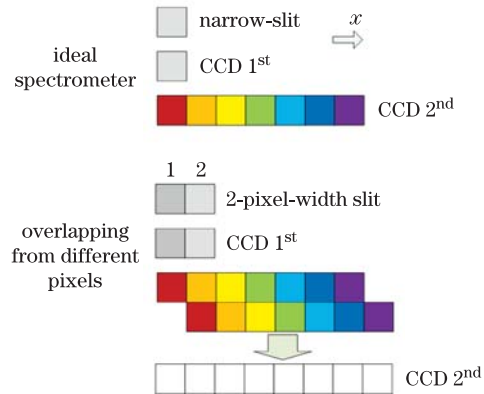 narrow-slit
x
ideal
spectrometer
CCD 1st
CCD 2nd
1 2
2-pixel-width slit
overlapping
from different
pixels
CCD 1st
CCD 2nd